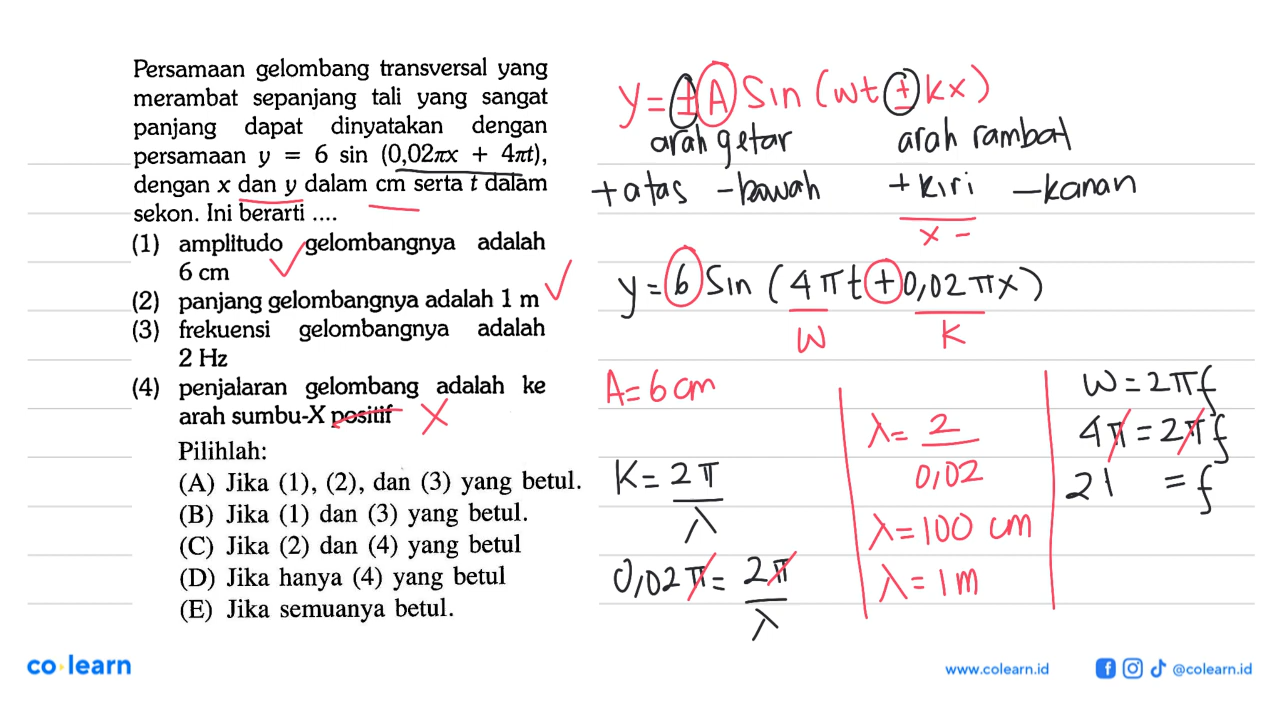 Persamaan gelombang transversal yang
merambat sepanjang tali yang sangat
panjang dapat dinyatakan dengan
persamaan y = 6 sin (0,02πx + 4πt),
dengan x dan y dalam cm serta t dalam
sekon. Ini berarti ....
(1) amplitudo gelombangnya adalah
6 cm
(2) panjang gelombangnya adalah 1 m
(3) frekuensi gelombangnya adalah
2 Hz
(4) penjalaran gelombang adalah ke
arah sumbu-X positif
Pilihlah:
(A) Jika (1), (2), dan (3) yang betul.
(B) Jika (1) dan (3) yang betul.
(C) Jika (2) dan (4) yang betul
(D) Jika hanya (4) yang betul
(E) Jika semuanya betul.
y = ± A Sin (wt ± kx)
arah getar arah rambat
+ atas - bawah + kiri - kanan
x -
y = 6 Sin (4πt + 0,02πx)
W K
A = 6 cm
K = 2π
λ
0,02π = 2π
λ
λ = 2
0,02
λ = 100 cm
λ = 1 m
W = 2πf
4π = 2πf
= f
co learn
www.colearn.id
@colearn.id